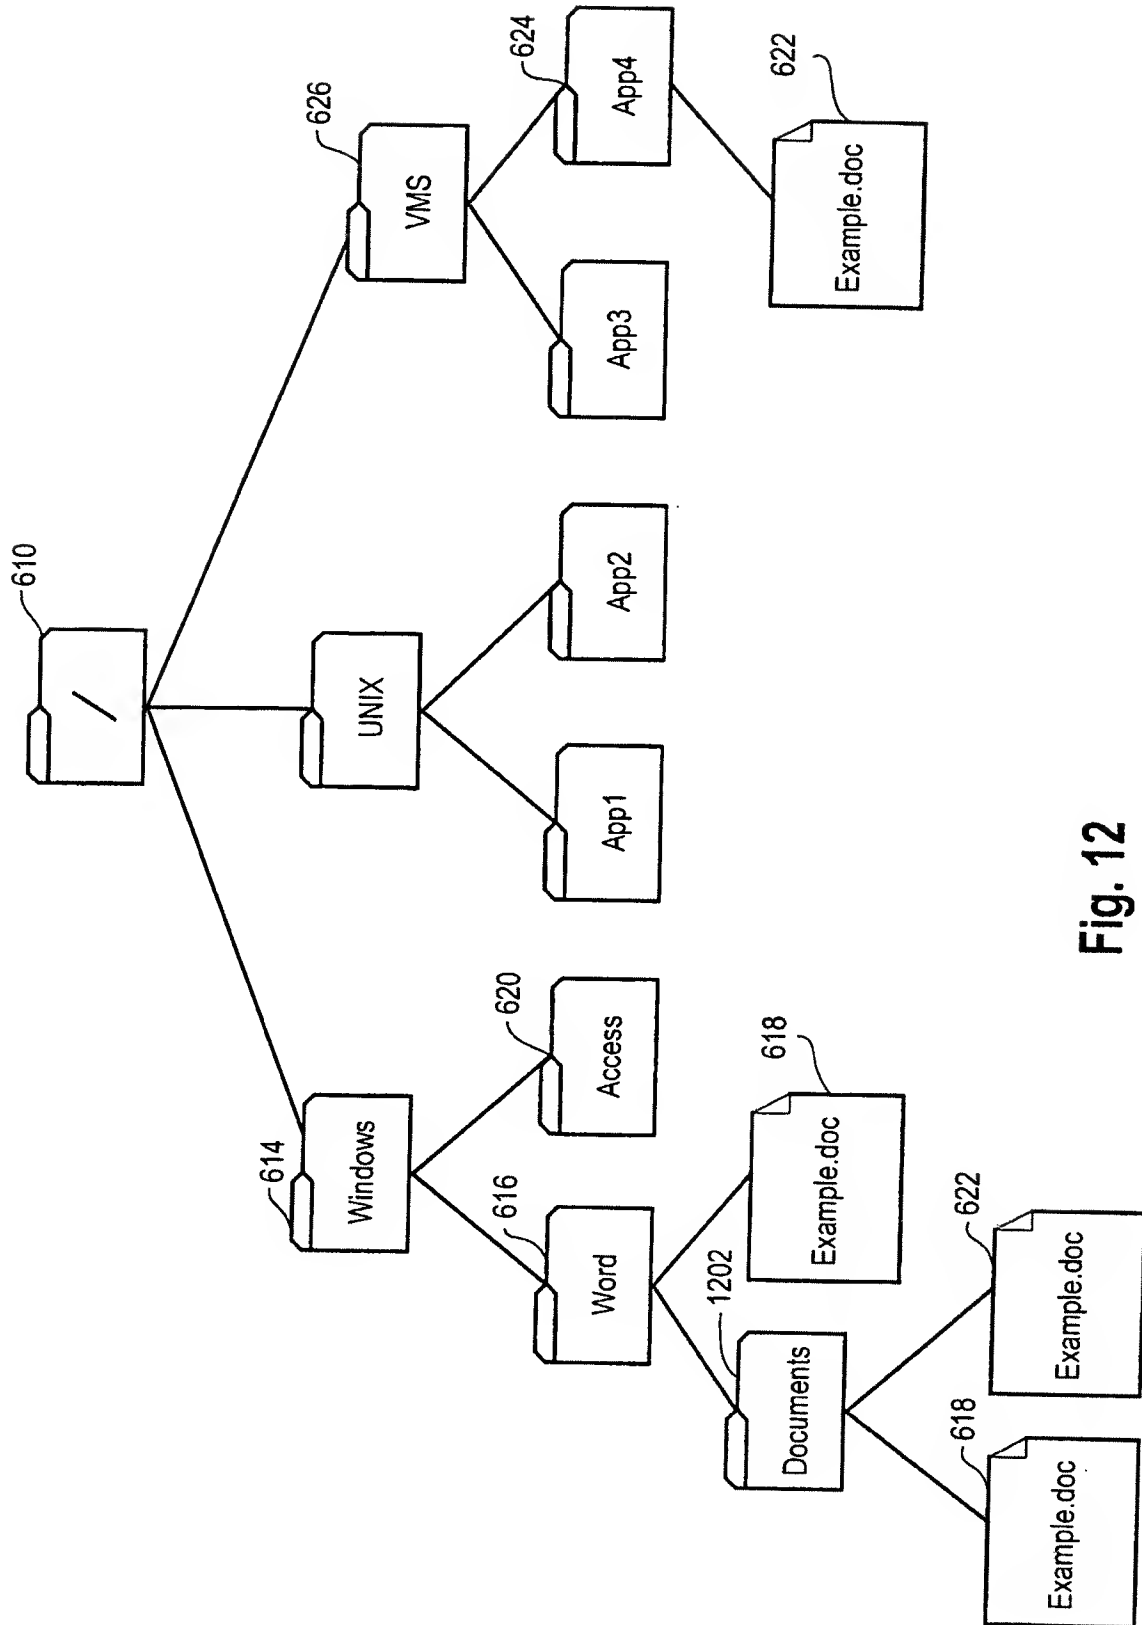 610
/
626
VMS
614
Windows
UNIX
624
App4
616
Word
620
Access
App1
App2
App3
1202
Documents
618
Example.doc
622
Example.doc
618
Example.doc
622
Example.doc
Fig. 12